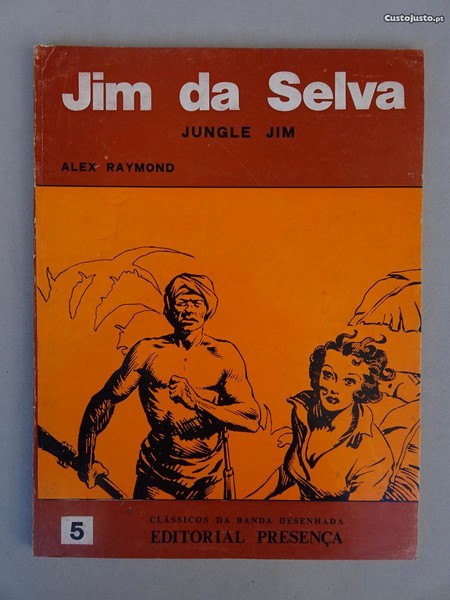 CustoJusto.pt
Jim da Selva
JUNGLE JIM
ALEX RAYMOND
5
CLÁSSICOS DA BANDA DESENHADA
EDITORIAL PRESENÇA